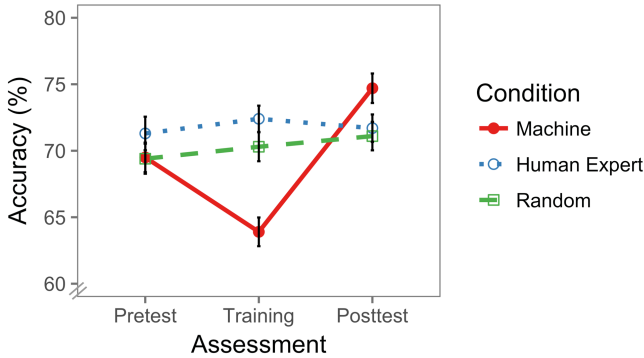 80
75
70
65
60
Accuracy (%)
Pretest
Training
Posttest
Assessment
Condition
Machine
Human Expert
Random